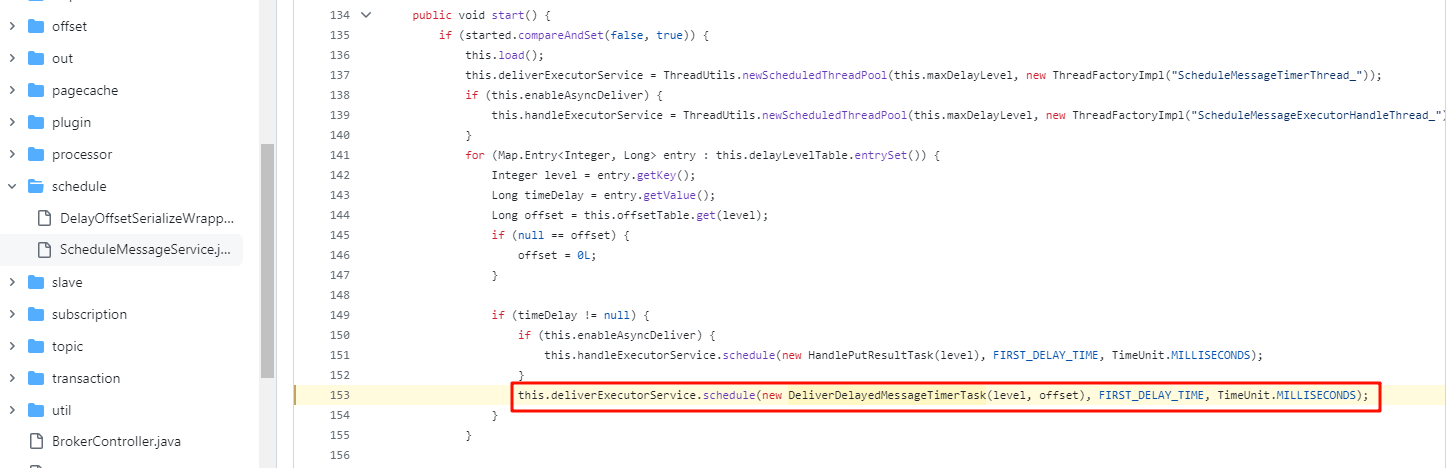 offset
out
pagecache
plugin
processor
schedule
DelayOffsetSerializeWrapp...
ScheduleMessageService.j...
slave
subscription
topic
transaction
util
BrokerController.java
134 public void start() {
135 if (started.compareAndSet(false, true)) {
136 this.load();
137 this.deliverExecutorService = ThreadUtils.newScheduledThreadPool(this.maxDelayLevel, new ThreadFactoryImpl("ScheduleMessageTimerThread_"));
138 if (this.enableAsyncDeliver) {
139 this.handleExecutorService = ThreadUtils.newScheduledThreadPool(this.maxDelayLevel, new ThreadFactoryImpl("ScheduleMessageExecutorHandleThread_")
140 }
141 for (Map.Entry<Integer, Long> entry : this.delayLevelTable.entrySet()) {
142 Integer level = entry.getKey();
143 Long timeDelay = entry.getValue();
144 Long offset = this.offsetTable.get(level);
145 if (null == offset) {
146 offset = 0L;
147 }
148
149 if (timeDelay != null) {
150 if (this.enableAsyncDeliver) {
151 this.handleExecutorService.schedule(new HandlePutResultTask(level), FIRST_DELAY_TIME, TimeUnit.MILLISECONDS);
152 }
153 this.deliverExecutorService.schedule(new DeliverDelayedMessageTimerTask(level, offset), FIRST_DELAY_TIME, TimeUnit.MILLISECONDS);
154 }
155 }
156